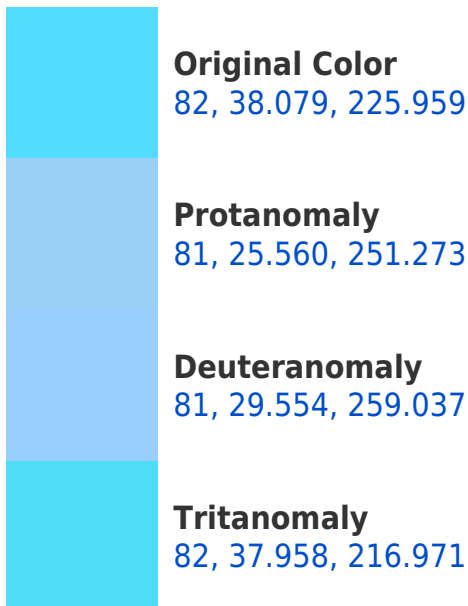 Original Color
82, 38.079, 225.959
Protanomaly
81, 25.560, 251.273
Deuteranomaly
81, 29.554, 259.037
Tritanomaly
82, 37.958, 216.971